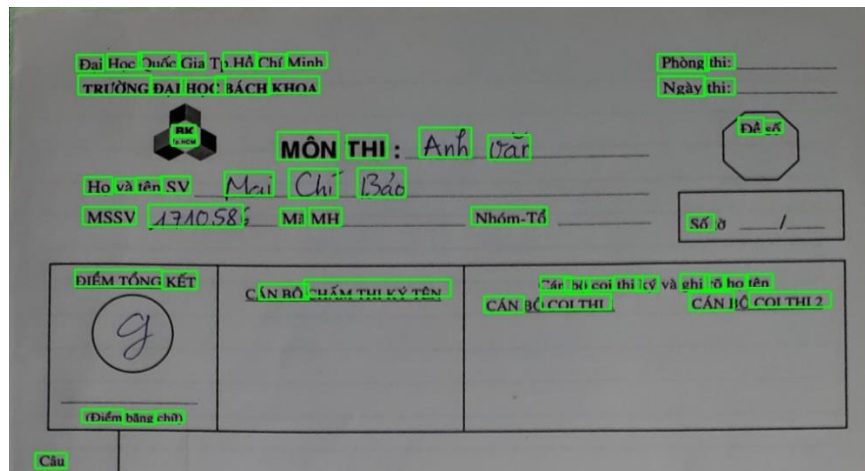 Đại Học Quốc Gia Tp.Hồ Chí Minh
TRƯỜNG ĐẠI HỌC BÁCH KHOA
Phòng thi:
Ngày thi:
BK
TP.HCM
MÔN THI : Anh văn
Đề số
Họ và tên SV Mai Chí Bảo
MSSV 171058 Mã MH Nhóm-Tổ
Số tờ /
ĐIỂM TỔNG KẾT
CÁN BỘ CHẤM THI KÝ TÊN
Cán bộ coi thi ký và ghi rõ họ tên
CÁN BỘ COI THI CÁN BỘ COI THI 2
9
(Điểm bằng chữ)
Câu